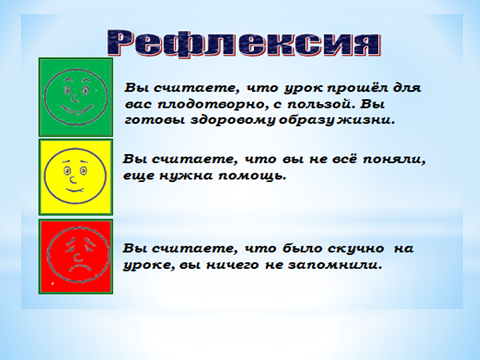 Рефлексия
Вы считаете, что урок прошёл для
вас плодотворно, с пользой. Вы
готовы здоровому образу жизни.
Вы считаете, что вы не всё поняли,
еще нужна помощь.
Вы считаете, что было скучно на
уроке, вы ничего не запомнили.